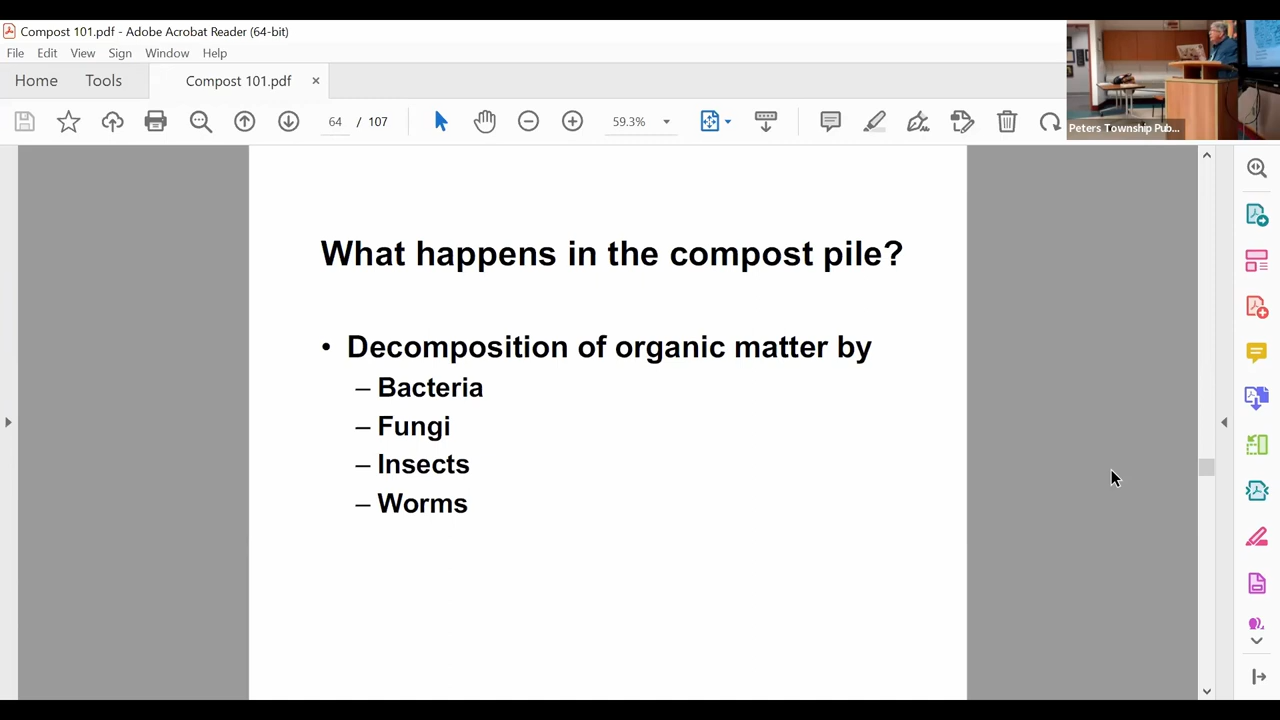 Compost 101.pdf - Adobe Acrobat Reader (64-bit)
File Edit View Sign Window Help
Home Tools Compost 101.pdf ×
64 / 107 59.3%
Peters Township Pub...
What happens in the compost pile?
• Decomposition of organic matter by
– Bacteria
– Fungi
– Insects
– Worms